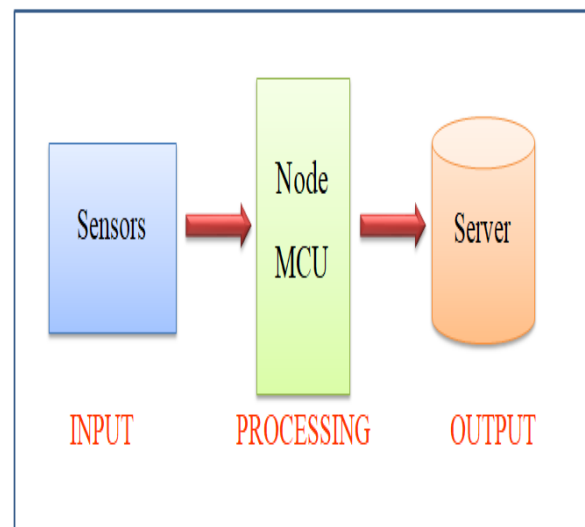 Sensors
Node
MCU
Server
INPUT
PROCESSING
OUTPUT